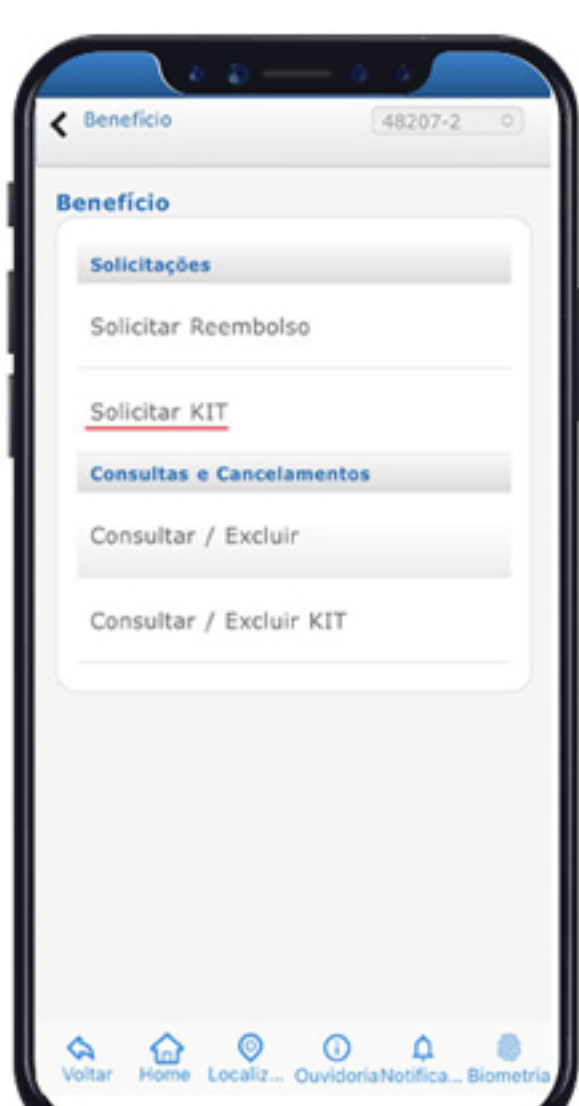 Benefício
48207-2
Benefício
Solicitações
Solicitar Reembolso
Solicitar KIT
Consultas e Cancelamentos
Consultar / Excluir
Consultar / Excluir KIT
Voltar Home Localiz... Ouvidoria Notifica... Biometria